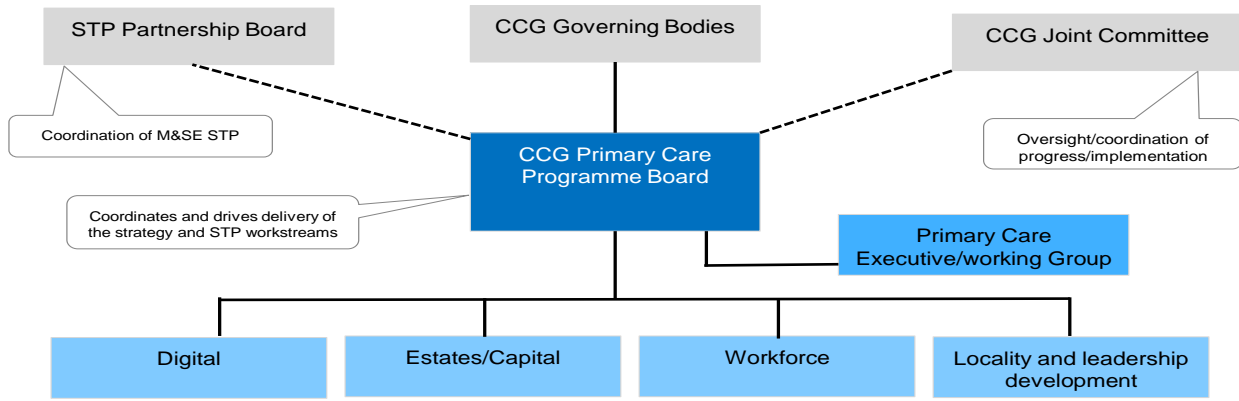 STP Partnership Board
CCG Governing Bodies
CCG Joint Committee
Coordination of M&SE STP
Oversight/coordination of
progress/implementation
CCG Primary Care
Programme Board
Coordinates and drives delivery of
the strategy and STP workstreams
Primary Care
Executive/working Group
Digital
Estates/Capital
Workforce
Locality and leadership
development